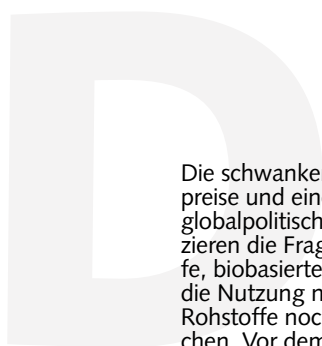 D
Die schwanke
preise und ein
globalpolitisch
zieren die Frag
fe, biobasierte
die Nutzung n
Rohstoffe noc
chen. Vor dem